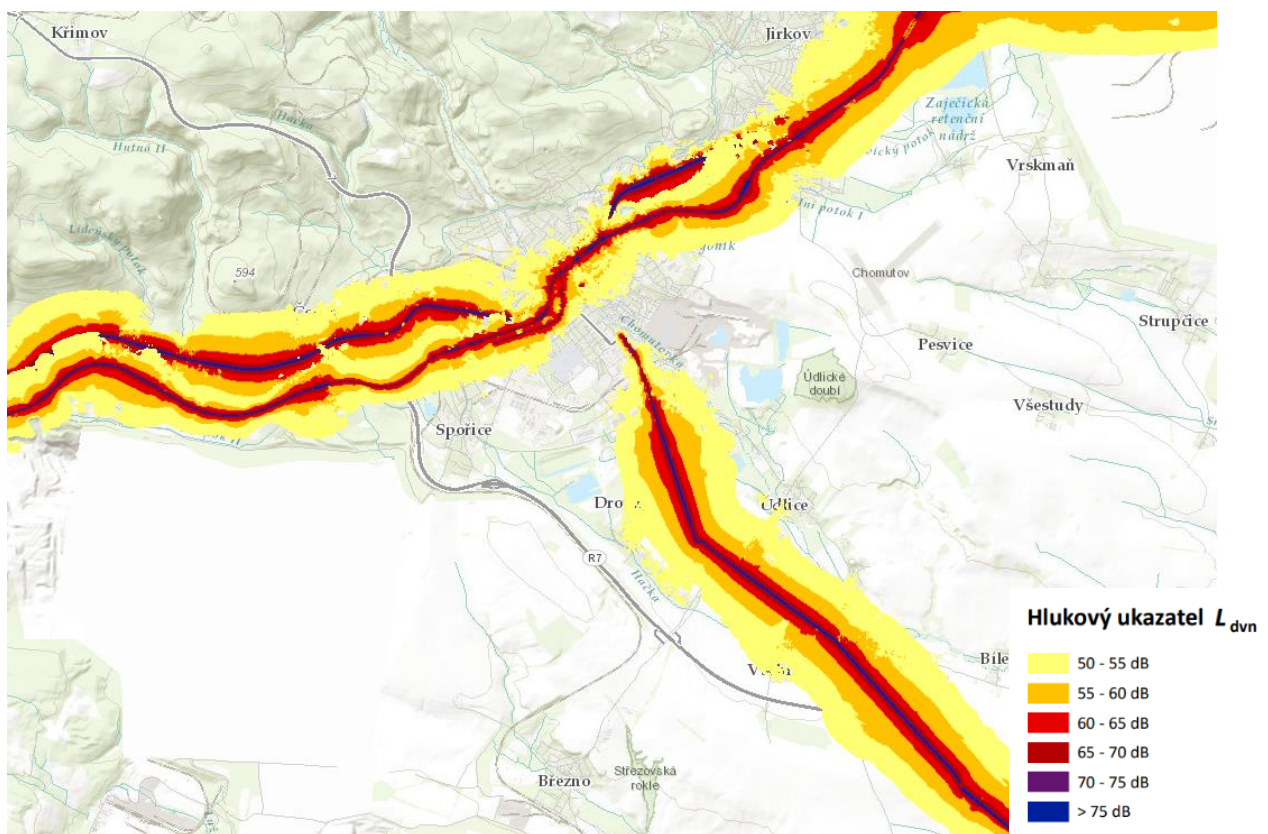 Křimov
Jirkov
7
Hačka
Hutná II
Zaječická
retenční
nádrž
Vrskmaň
Lideňský potok
594
Chomutov
Strupčice
Pesvice
Chomutovka
Údlické
doubí
Všestudy
Spořice
Údlice
R7
Hačka
Březno
Střezovská
rokle
Hlukový ukazatel L dvn
50 - 55 dB
55 - 60 dB
60 - 65 dB
65 - 70 dB
70 - 75 dB
> 75 dB